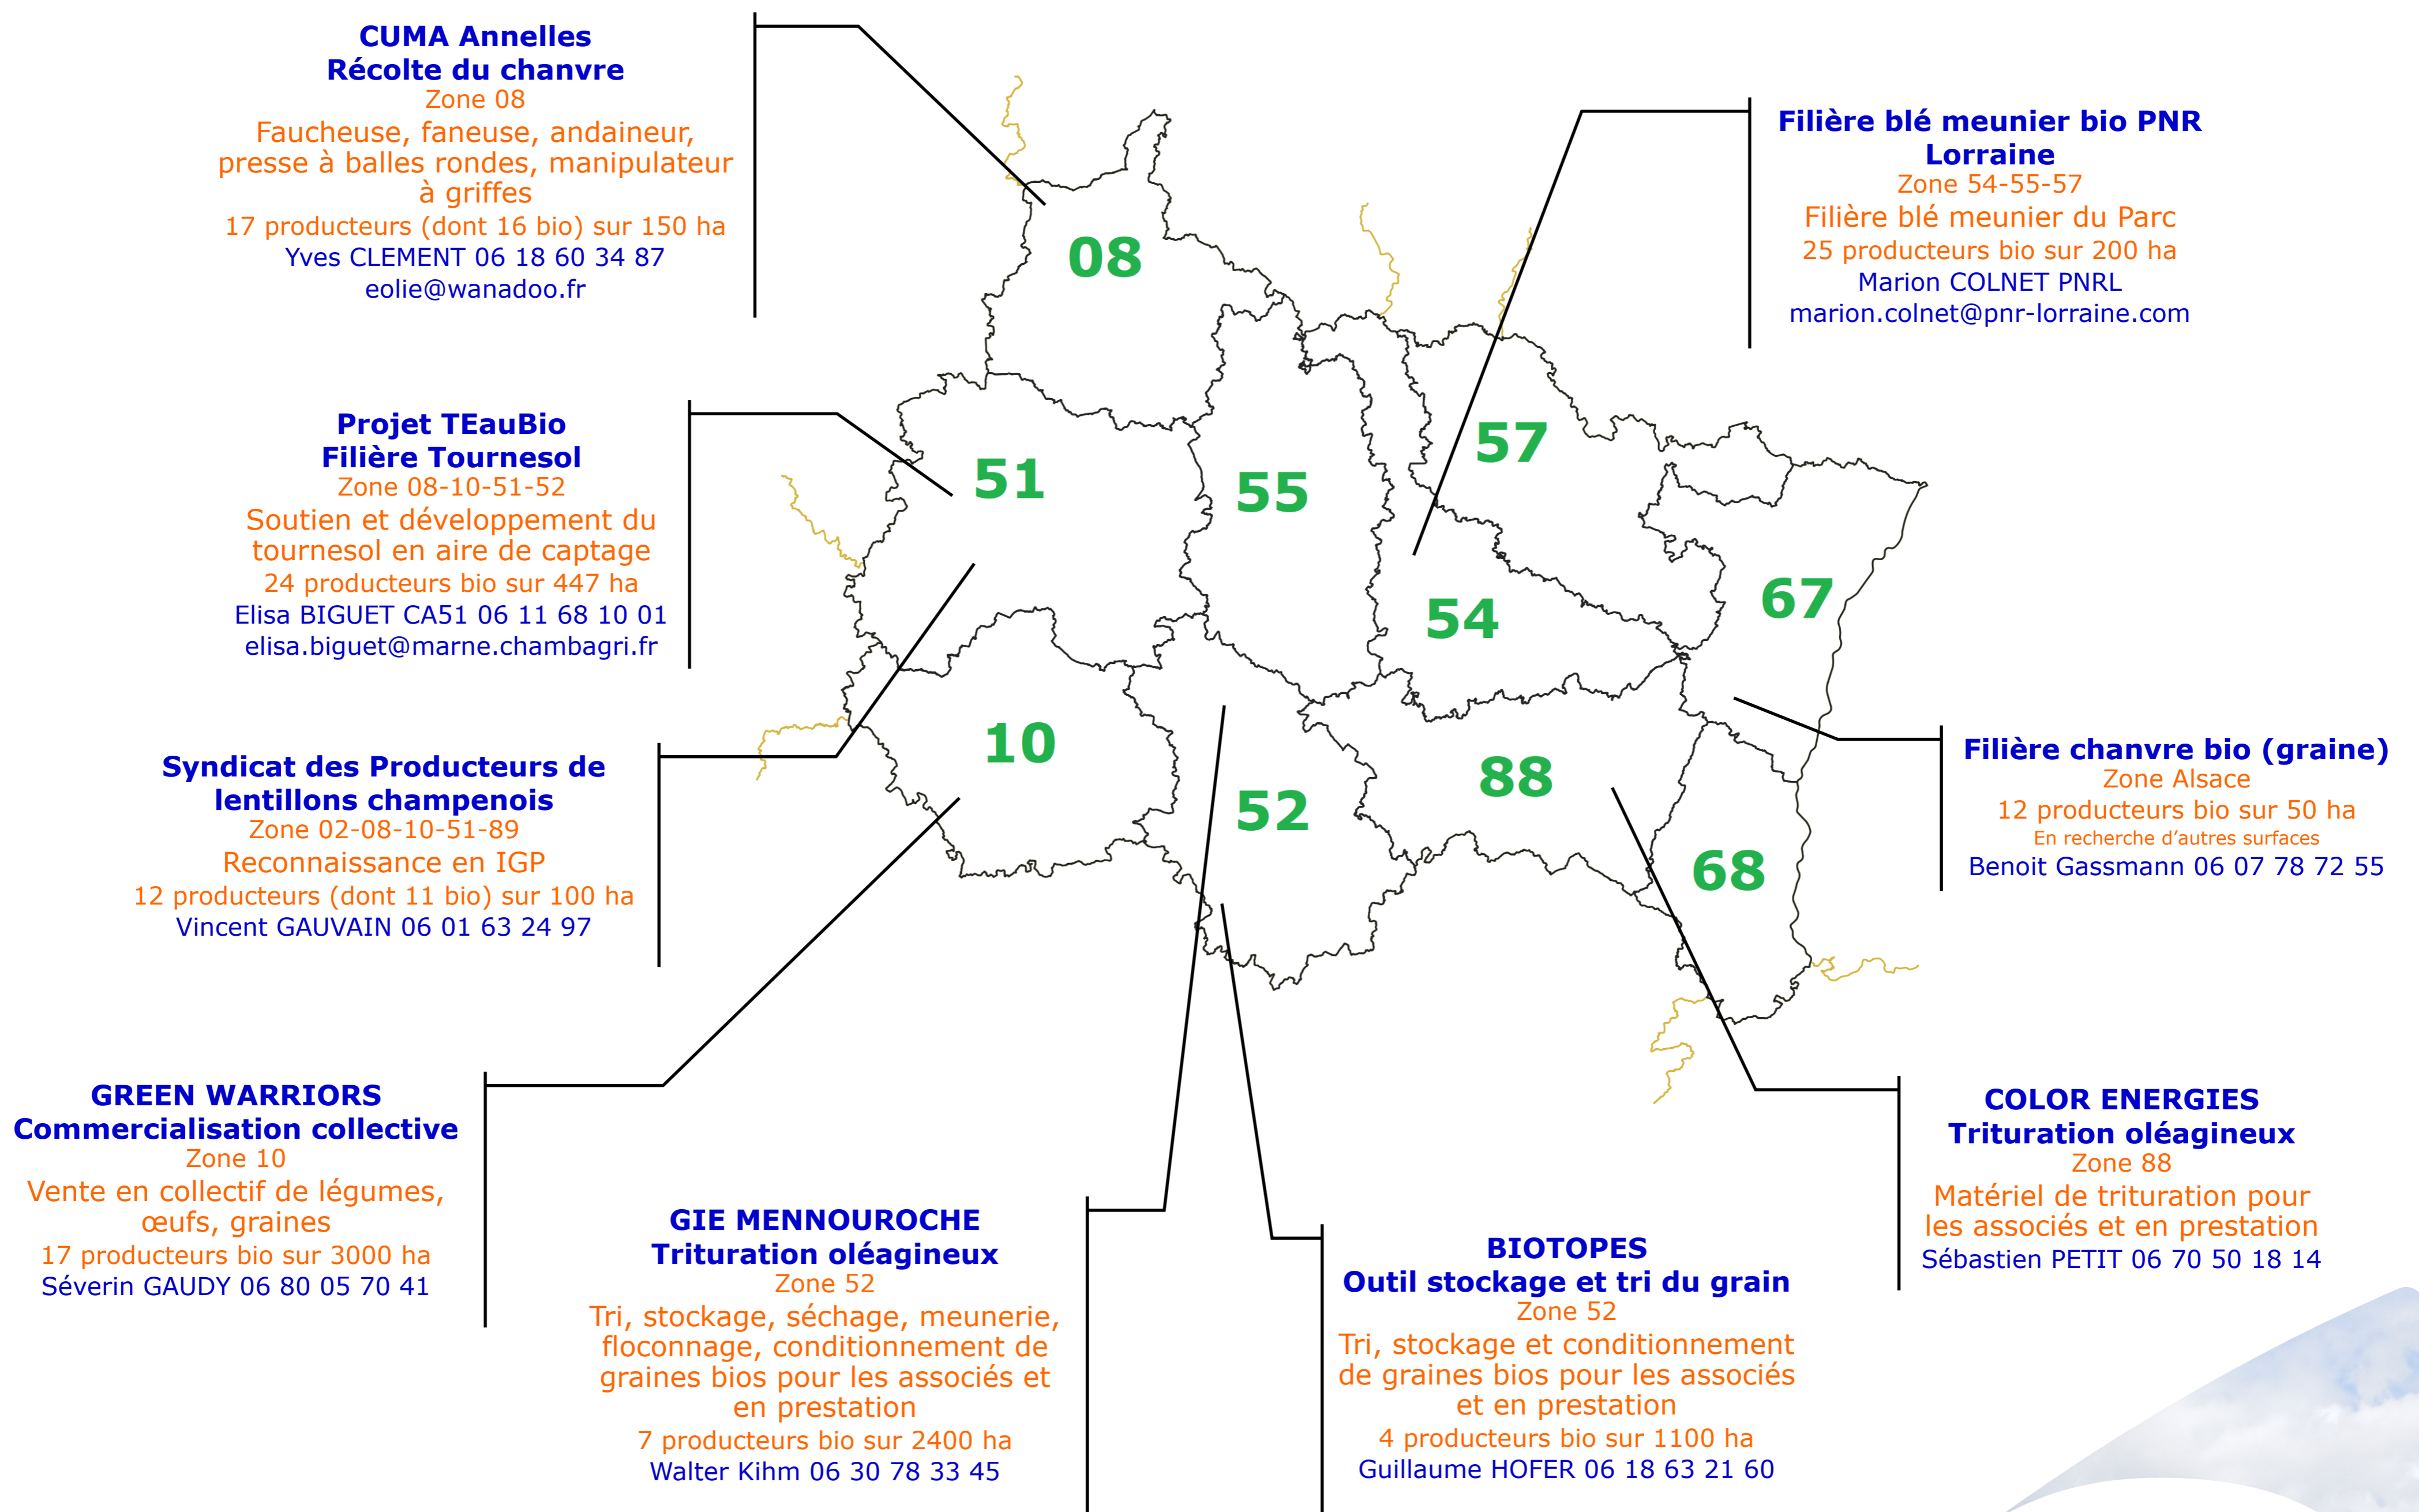 CUMA Annelles
Récolte du chanvre
Zone 08
Faucheuse, faneuse, andaineur,
presse à balles rondes, manipulateur
à griffes
17 producteurs (dont 16 bio) sur 150 ha
Yves CLEMENT 06 18 60 34 87
eolie@wanadoo.fr
Filière blé meunier bio PNR
Lorraine
Zone 54-55-57
Filière blé meunier du Parc
25 producteurs bio sur 200 ha
Marion COLNET PNRL
marion.colnet@pnr-lorraine.com
Projet TEauBio
Filière Tournesol
Zone 08-10-51-52
Soutien et développement du
tournesol en aire de captage
24 producteurs bio sur 447 ha
Elisa BIGUET CA51 06 11 68 10 01
elisa.biguet@marne.chambagri.fr
08
57
51
55
67
54
10
88
52
68
Syndicat des Producteurs de
lentillons champenois
Zone 02-08-10-51-89
Reconnaissance en IGP
12 producteurs (dont 11 bio) sur 100 ha
Vincent GAUVAIN 06 01 63 24 97
Filière chanvre bio (graine)
Zone Alsace
12 producteurs bio sur 50 ha
En recherche d’autres surfaces
Benoit Gassmann 06 07 78 72 55
GREEN WARRIORS
Commercialisation collective
Zone 10
Vente en collectif de légumes,
œufs, graines
17 producteurs bio sur 3000 ha
Séverin GAUDY 06 80 05 70 41
GIE MENNOUROCHE
Trituration oléagineux
Zone 52
Tri, stockage, séchage, meunerie,
floconnage, conditionnement de
graines bios pour les associés et
en prestation
7 producteurs bio sur 2400 ha
Walter Kihm 06 30 78 33 45
BIOTOPES
Outil stockage et tri du grain
Zone 52
Tri, stockage et conditionnement
de graines bios pour les associés
et en prestation
4 producteurs bio sur 1100 ha
Guillaume HOFER 06 18 63 21 60
COLOR ENERGIES
Trituration oléagineux
Zone 88
Matériel de trituration pour
les associés et en prestation
Sébastien PETIT 06 70 50 18 14